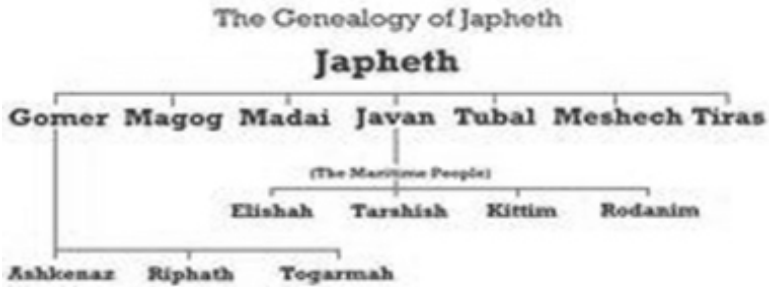 The Genealogy of Japheth
Japheth
Gomer Magog Madai Javan Tubal Meshech Tiras
(The Maritime People)
Elishah Tarshish Kittim Rodanim
Ashkenaz Riphath Togarmah